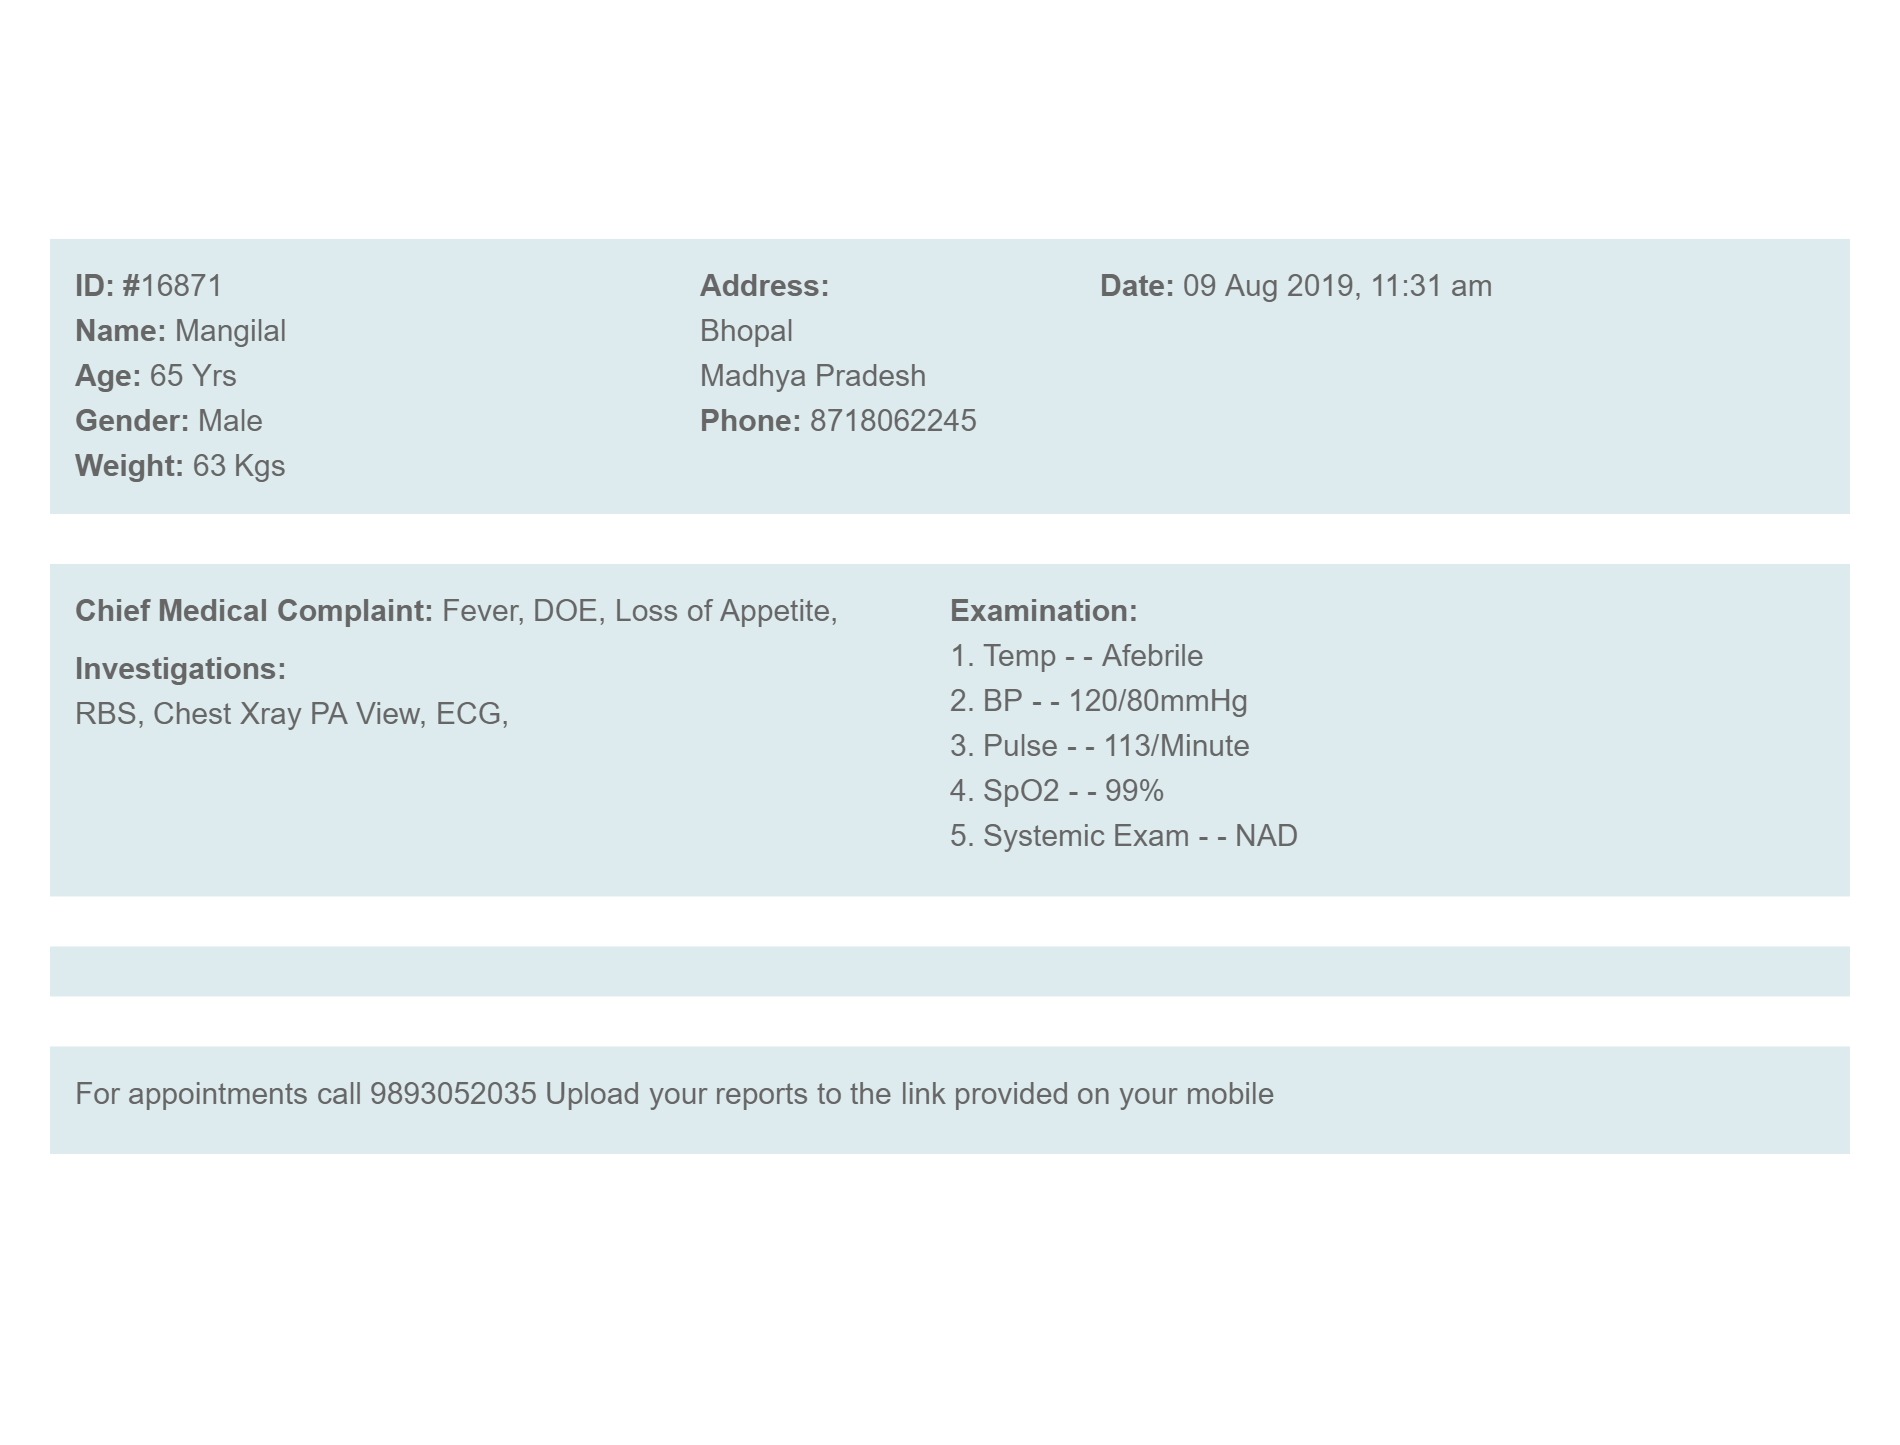 ID: #16871
Name: Mangilal
Age: 65 Yrs
Gender: Male
Weight: 63 Kgs
Address:
Bhopal
Madhya Pradesh
Phone: 8718062245
Date: 09 Aug 2019, 11:31 am
Chief Medical Complaint: Fever, DOE, Loss of Appetite,
Investigations:
RBS, Chest Xray PA View, ECG,
Examination:
1. Temp - - Afebrile
2. BP - - 120/80mmHg
3. Pulse - - 113/Minute
4. SpO2 - - 99%
5. Systemic Exam - - NAD
For appointments call 9893052035 Upload your reports to the link provided on your mobile